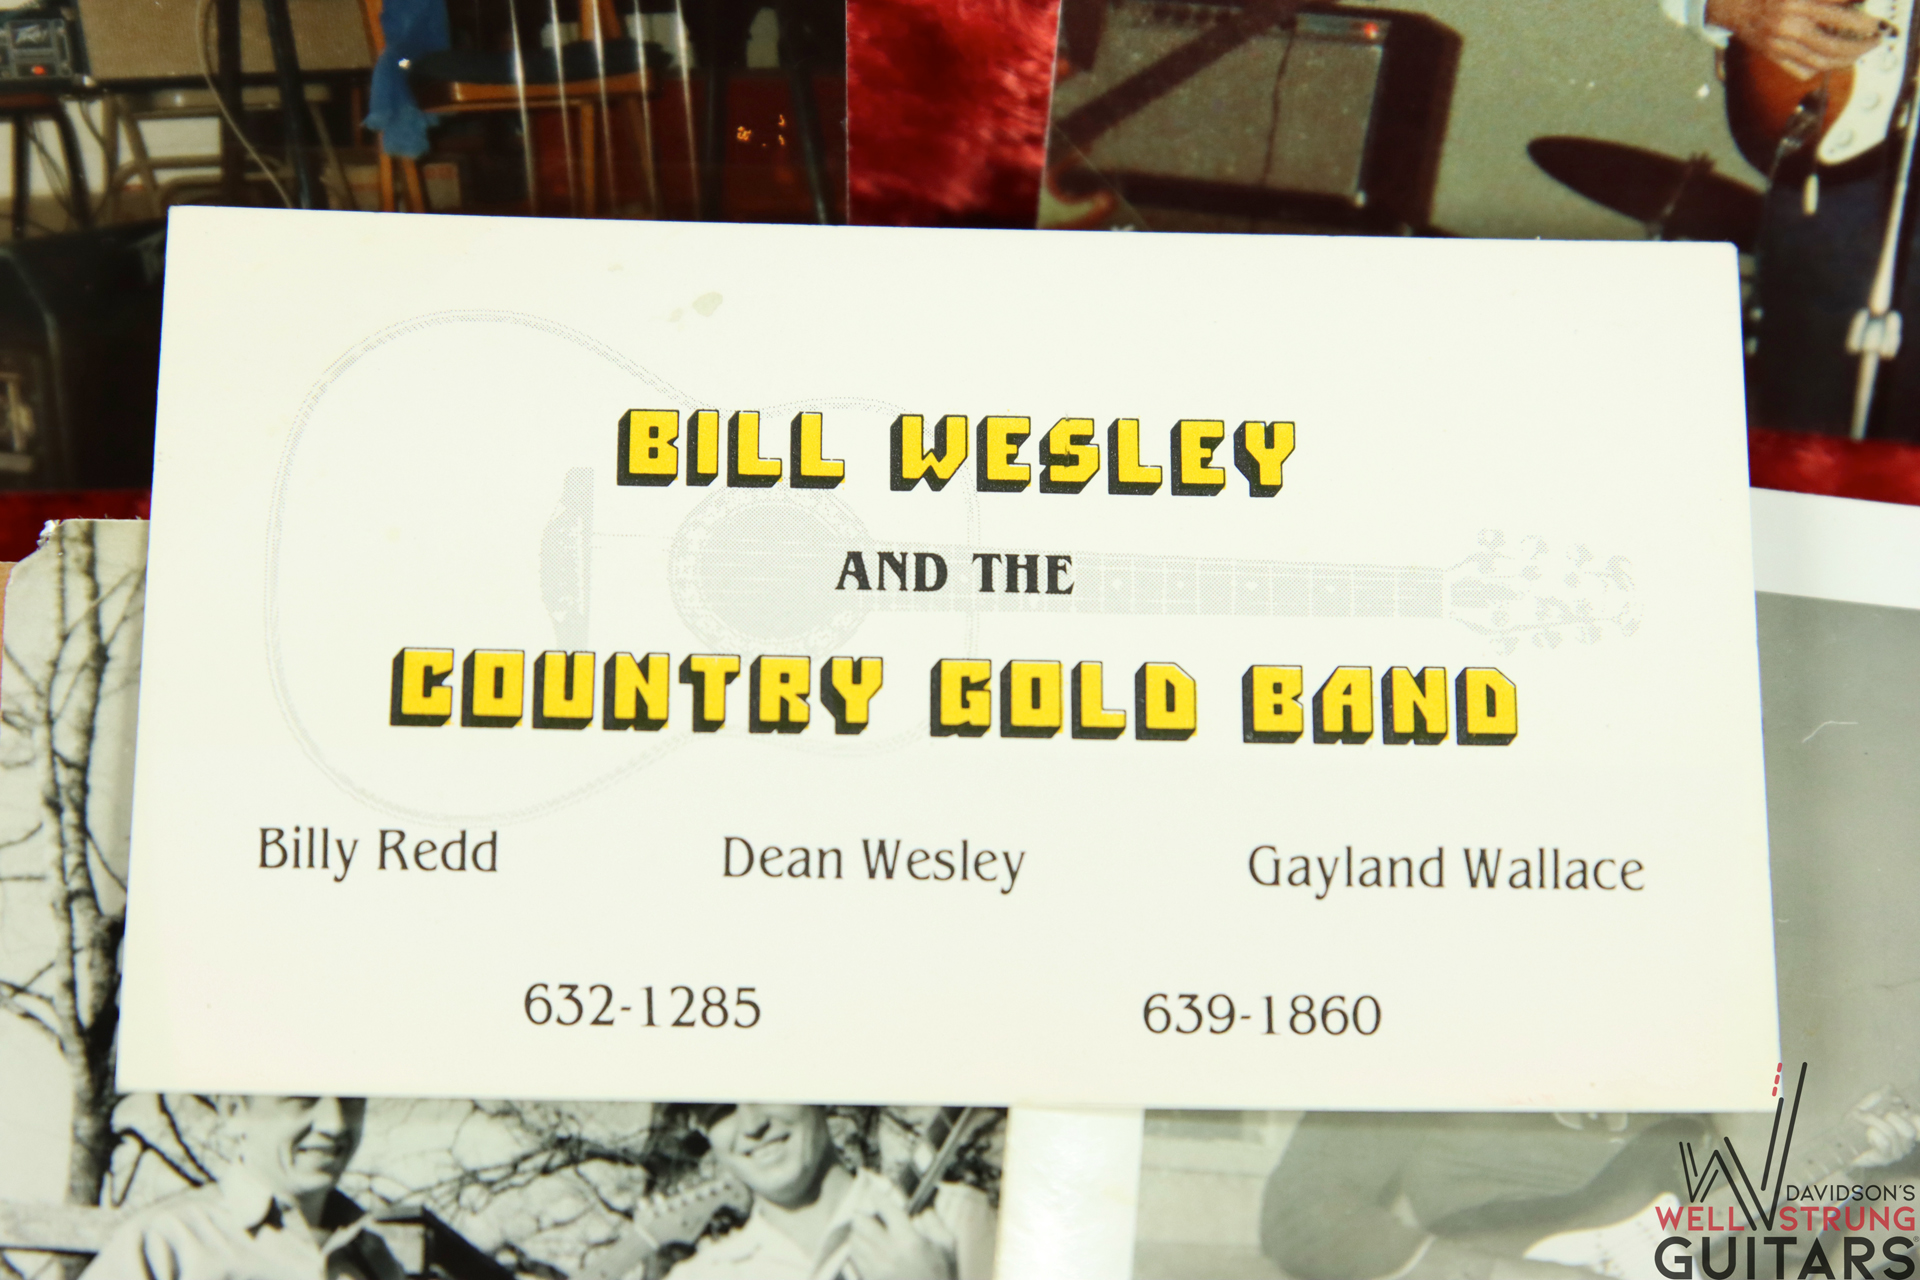 PEAVEY
BILL WESLEY
AND THE
COUNTRY GOLD BAND
Billy Redd Dean Wesley Gayland Wallace
632-1285 639-1860
DAVIDSON'S
WELL STRUNG
GUITARS